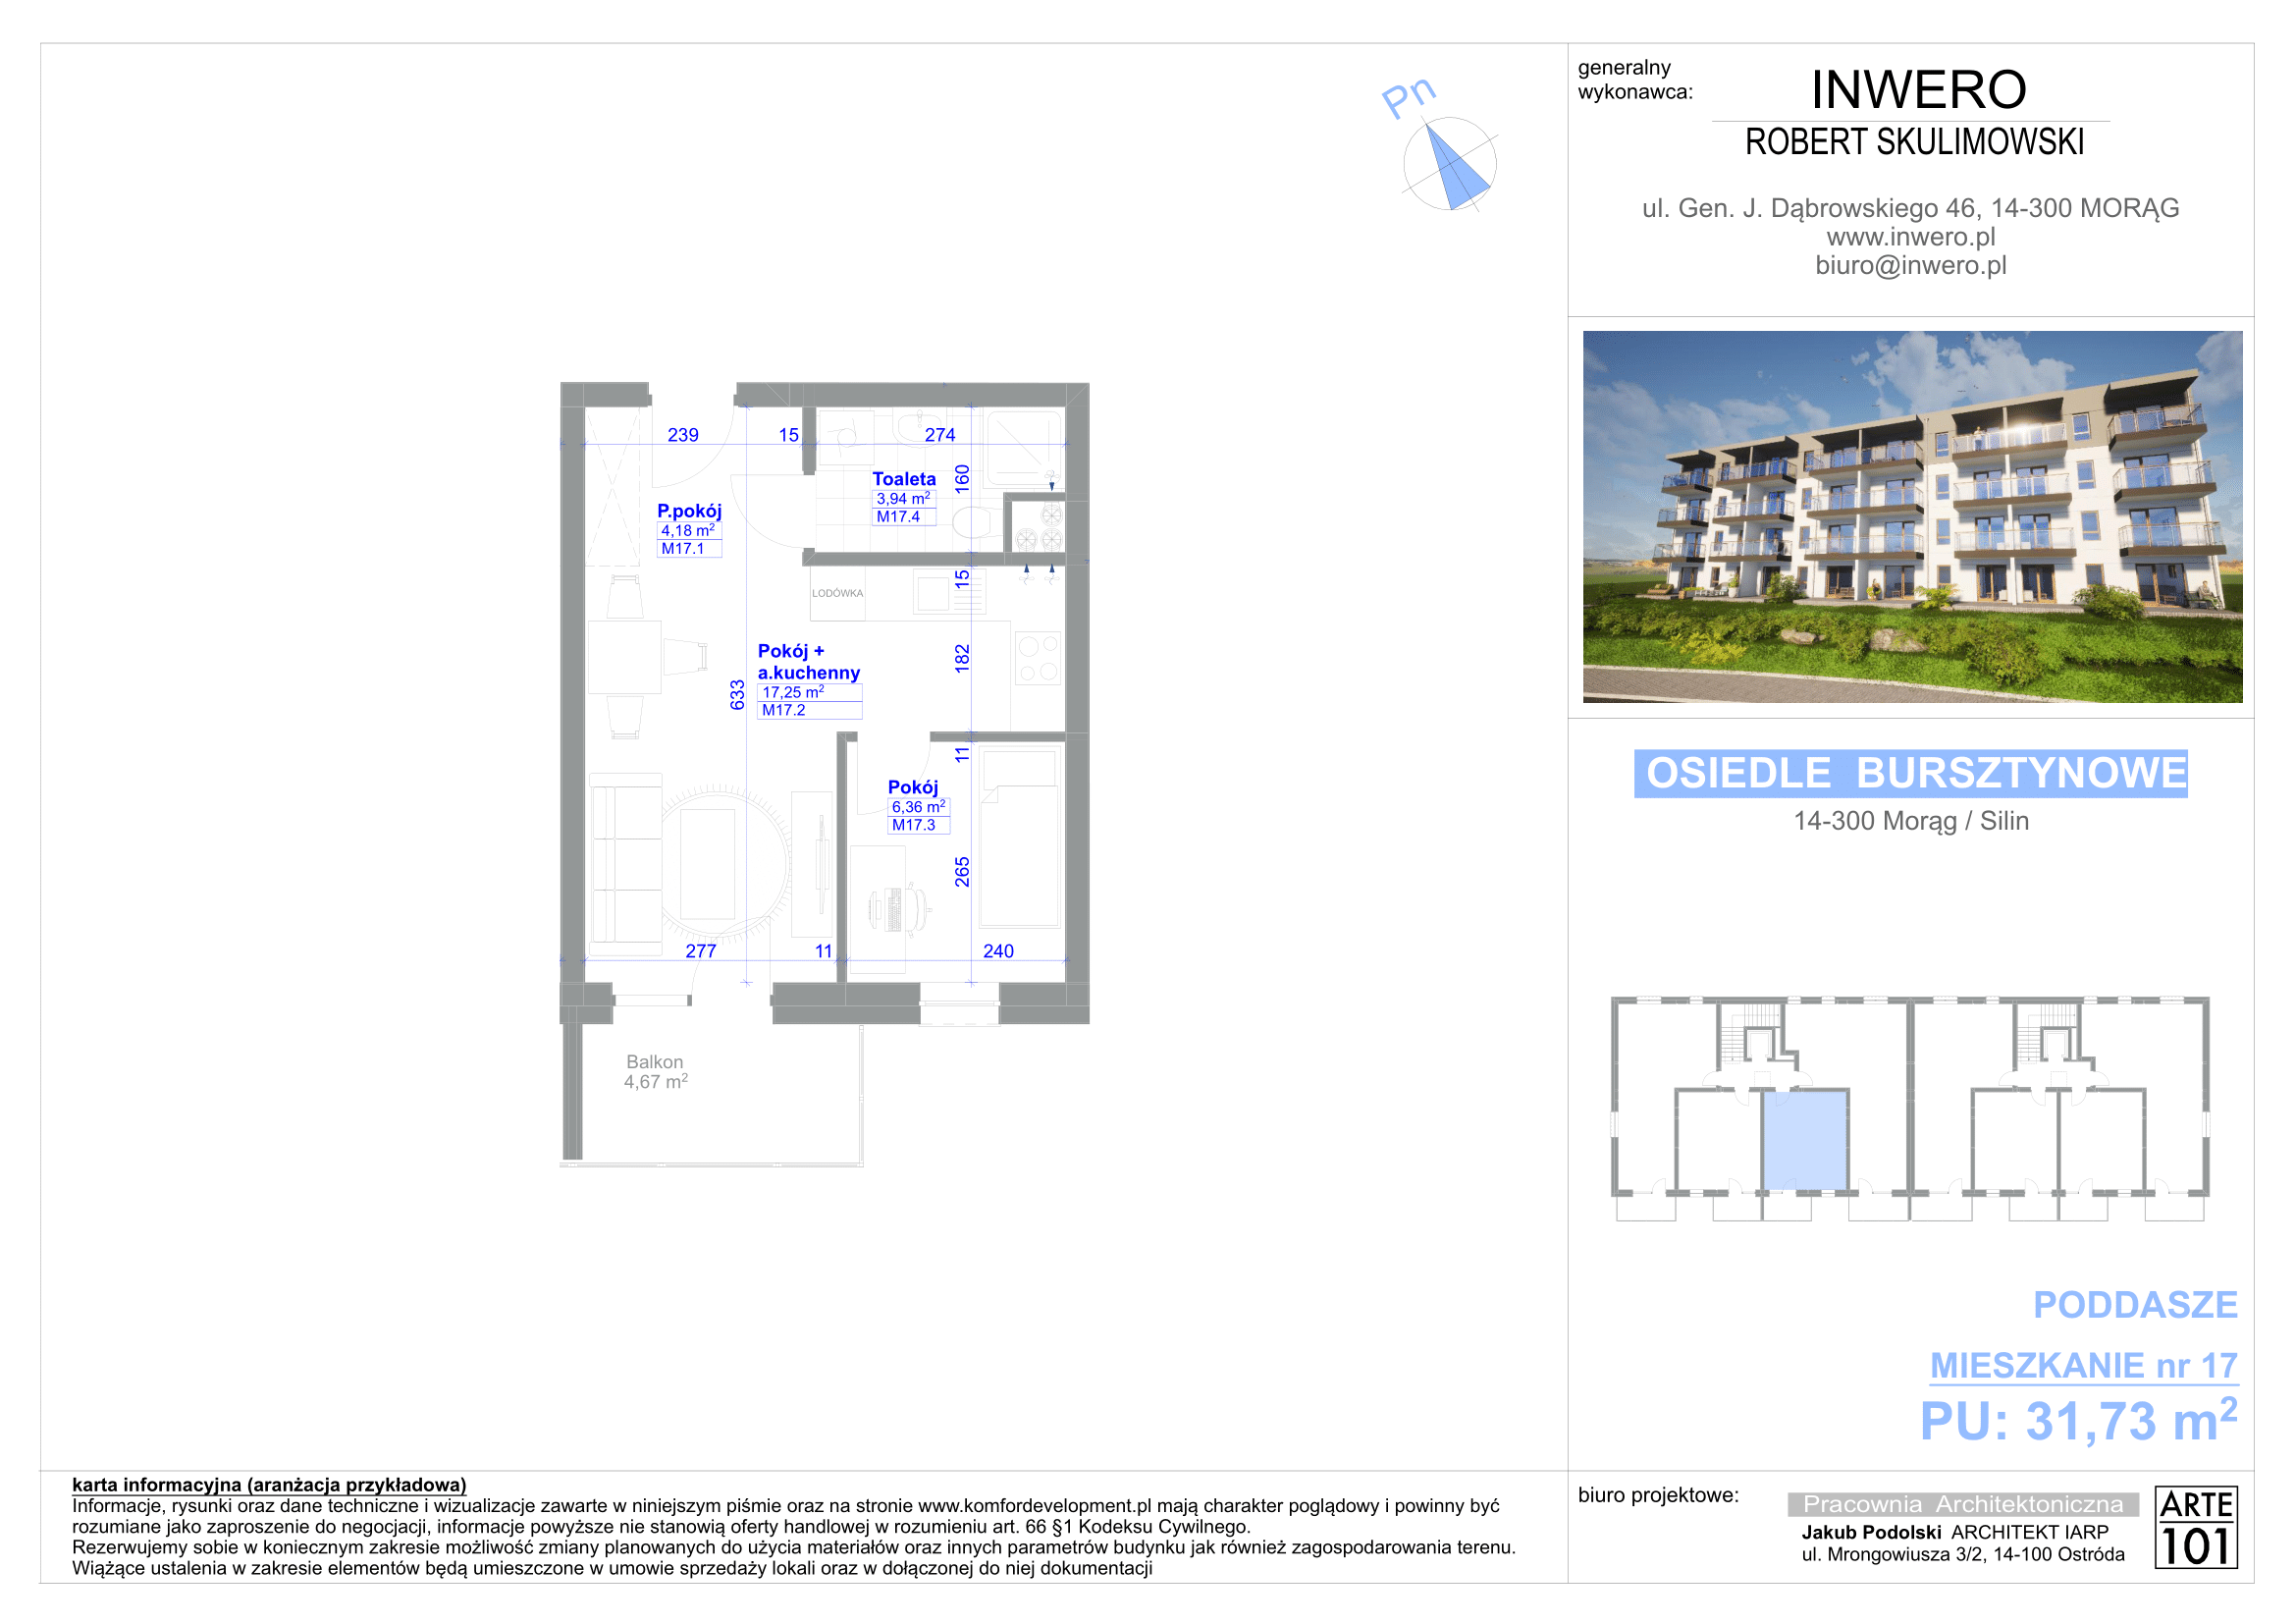 Pn
239
15
274
Toaleta
3,94 m²
M17.4
160
P.pokój
4,18 m²
M17.1
15
LODÓWKA
Pokój +
a.kuchenny
17,25 m²
M17.2
633
182
11
Pokój
6,36 m²
M17.3
265
277
11
240
Balkon
4,67 m²
generalny
wykonawca:
INWERO
ROBERT SKULIMOWSKI
ul. Gen. J. Dąbrowskiego 46, 14-300 MORĄG
www.inwero.pl
biuro@inwero.pl
OSIEDLE BURSZTYNOWE
14-300 Morąg / Silin
PODDASZE
MIESZKANIE nr 17
PU: 31,73 m²
karta informacyjna (aranżacja przykładowa)
Informacje, rysunki oraz dane techniczne i wizualizacje zawarte w niniejszym piśmie oraz na stronie www.komfordevelopment.pl mają charakter poglądowy i powinny być
rozumiane jako zaproszenie do negocjacji, informacje powyższe nie stanowią oferty handlowej w rozumieniu art. 66 §1 Kodeksu Cywilnego.
Rezerwujemy sobie w koniecznym zakresie możliwość zmiany planowanych do użycia materiałów oraz innych parametrów budynku jak również zagospodarowania terenu.
Wiążące ustalenia w zakresie elementów będą umieszczone w umowie sprzedaży lokali oraz w dołączonej do niej dokumentacji
biuro projektowe:
Pracownia Architektoniczna
Jakub Podolski ARCHITEKT IARP
ul. Mrongowiusza 3/2, 14-100 Ostróda
ARTE
101